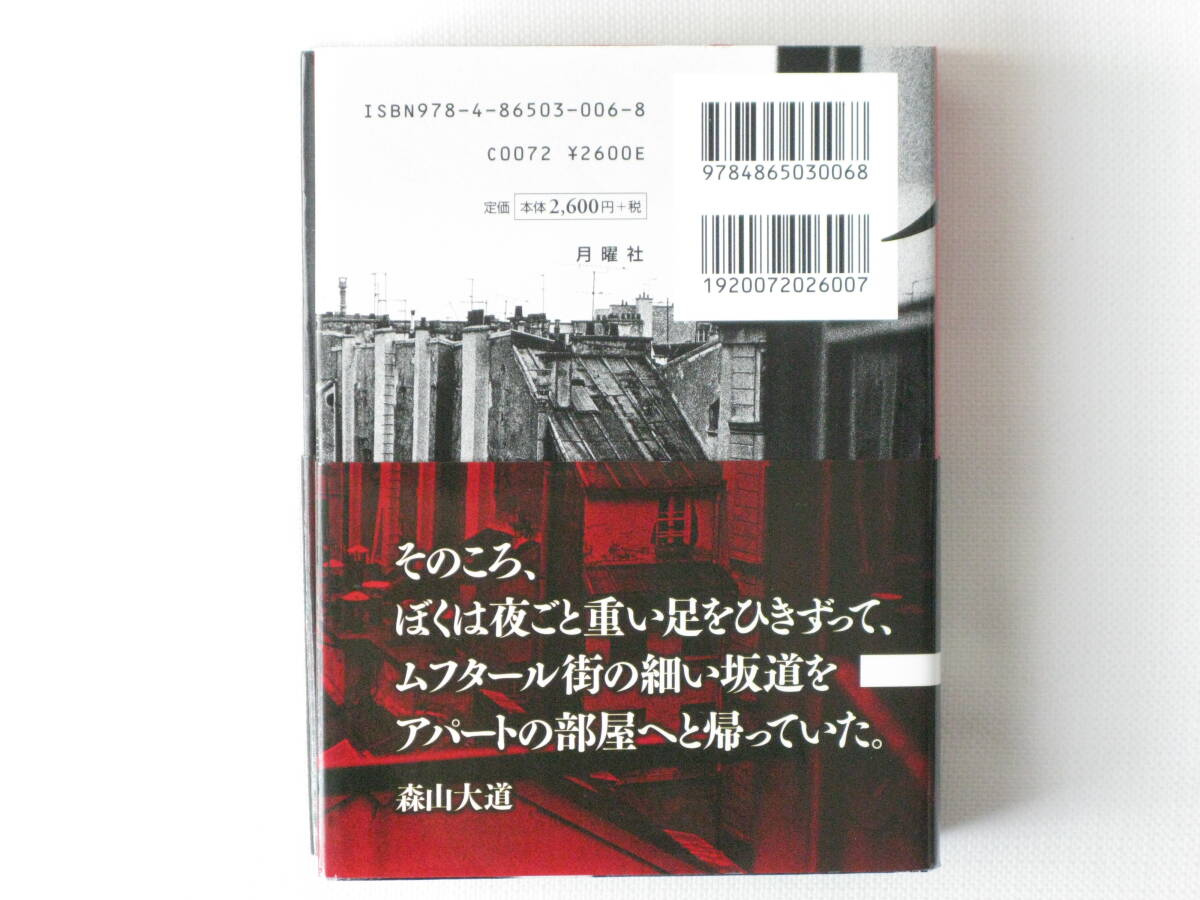 ISBN978-4-86503-006-8
C0072 ¥2600E
定価 本体2,600円+税
月曜社
9784865030068
1920072026007
そのころ、
ぼくは夜ごと重い足をひきずって、
ムフタール街の細い坂道を
アパートの部屋へと帰っていた。
森山大道